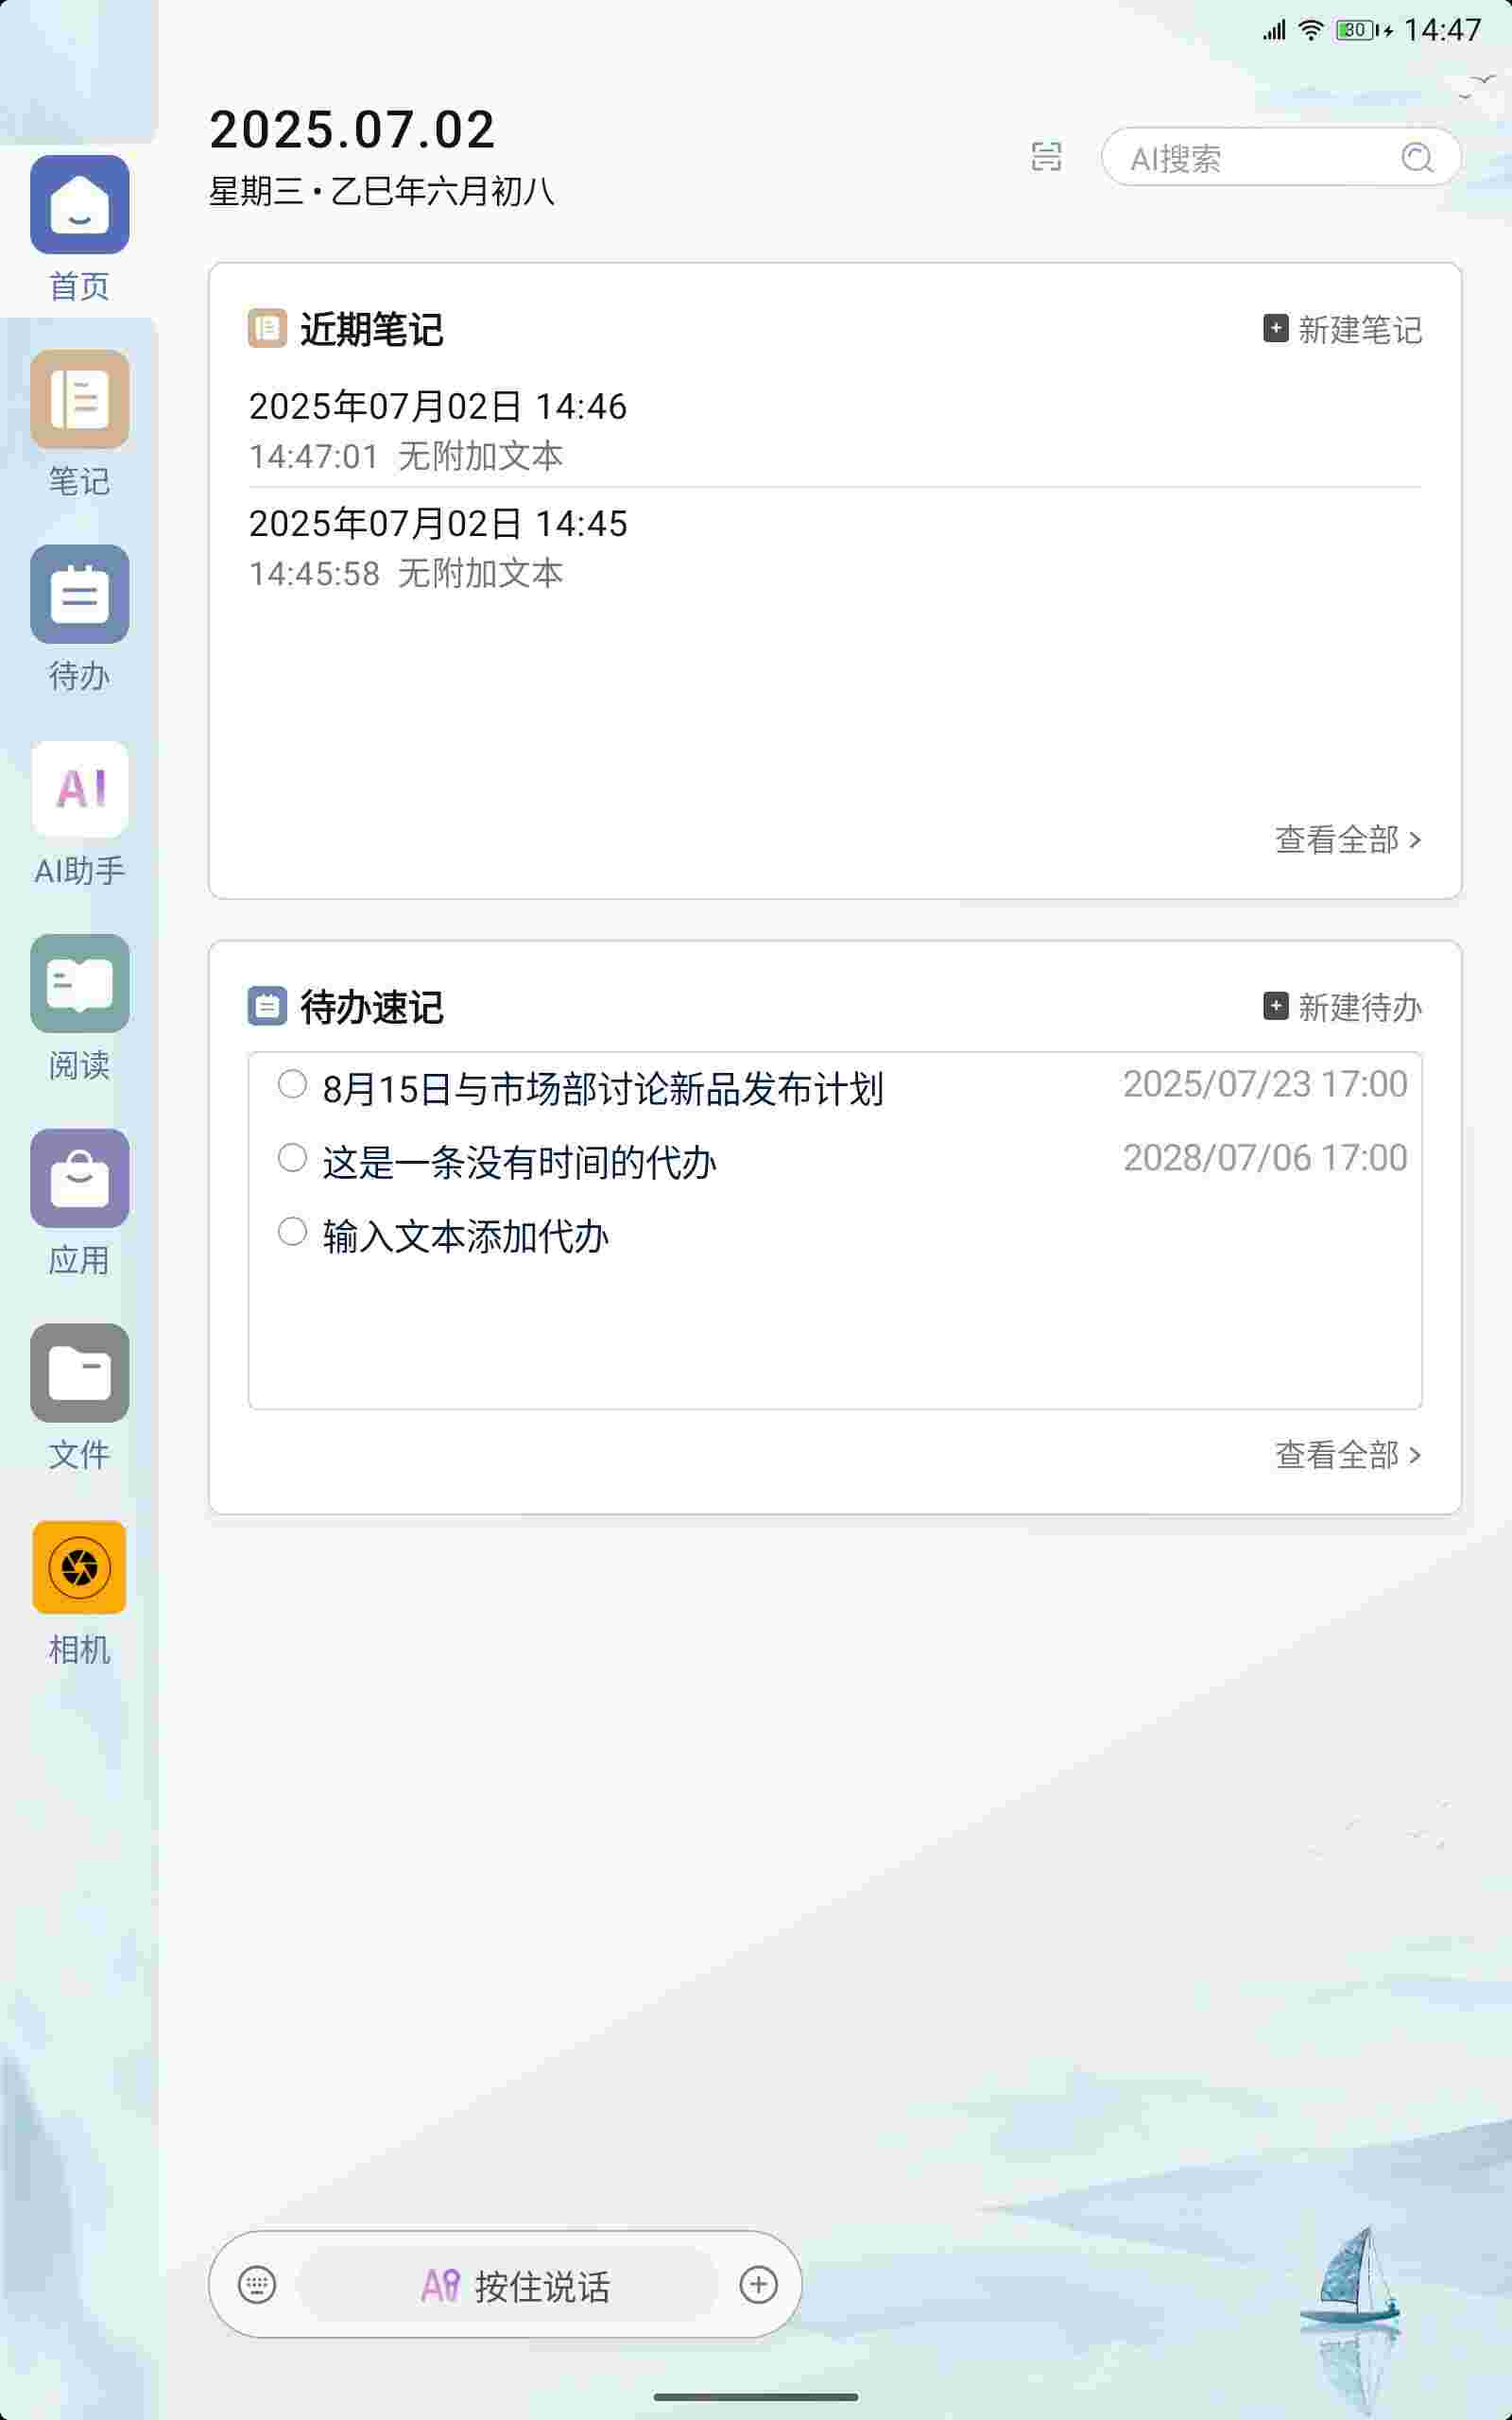 30 14:47
2025.07.02
星期三•乙巳年六月初八
AI搜索
首页
笔记
待办
AI
AI助手
阅读
应用
文件
相机
近期笔记
新建笔记
2025年07月02日 14:46
14:47:01 无附加文本
2025年07月02日 14:45
14:45:58 无附加文本
查看全部 >
待办速记
新建待办
8月15日与市场部讨论新品发布计划 2025/07/23 17:00
这是一条没有时间的代办 2028/07/06 17:00
输入文本添加代办
查看全部 >
按住说话